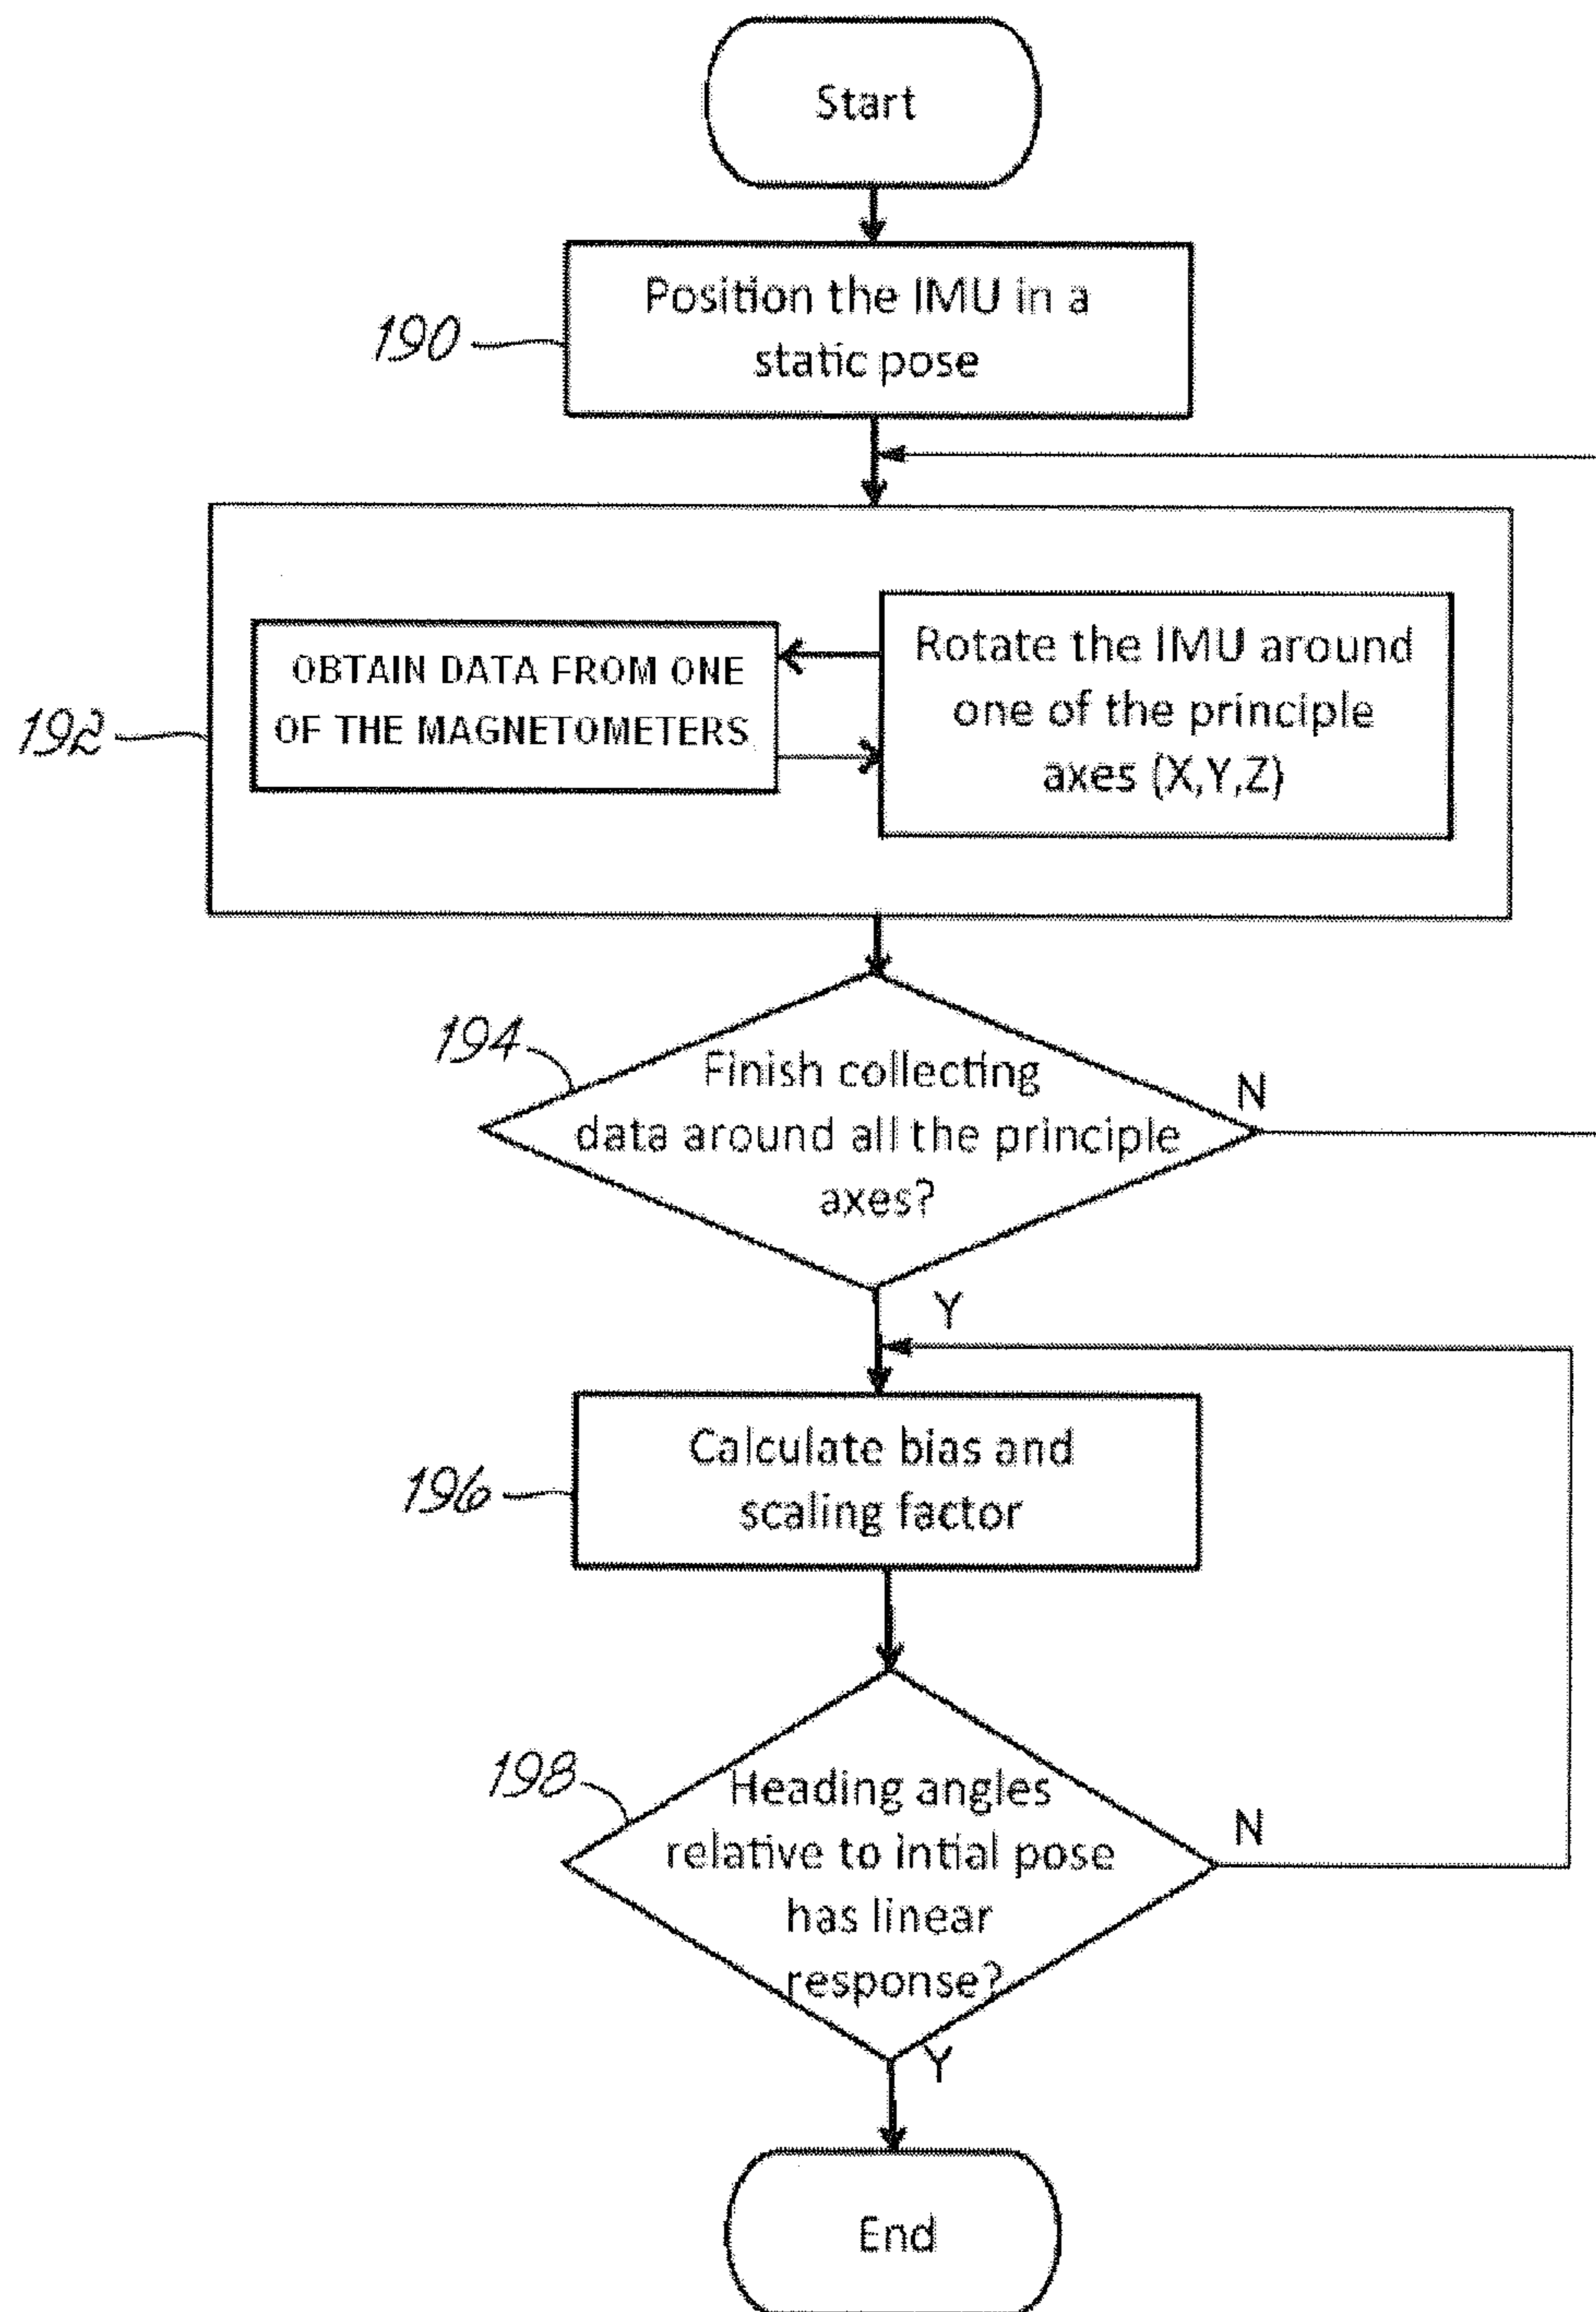 Start
190
Position the IMU in a
static pose
192
OBTAIN DATA FROM ONE
OF THE MAGNETOMETERS
Rotate the IMU around
one of the principle
axes (X,Y,Z)
194
Finish collecting
data around all the principle
axes?
N
Y
196
Calculate bias and
scaling factor
198
Heading angles
relative to intial pose
has linear
response?
N
Y
End